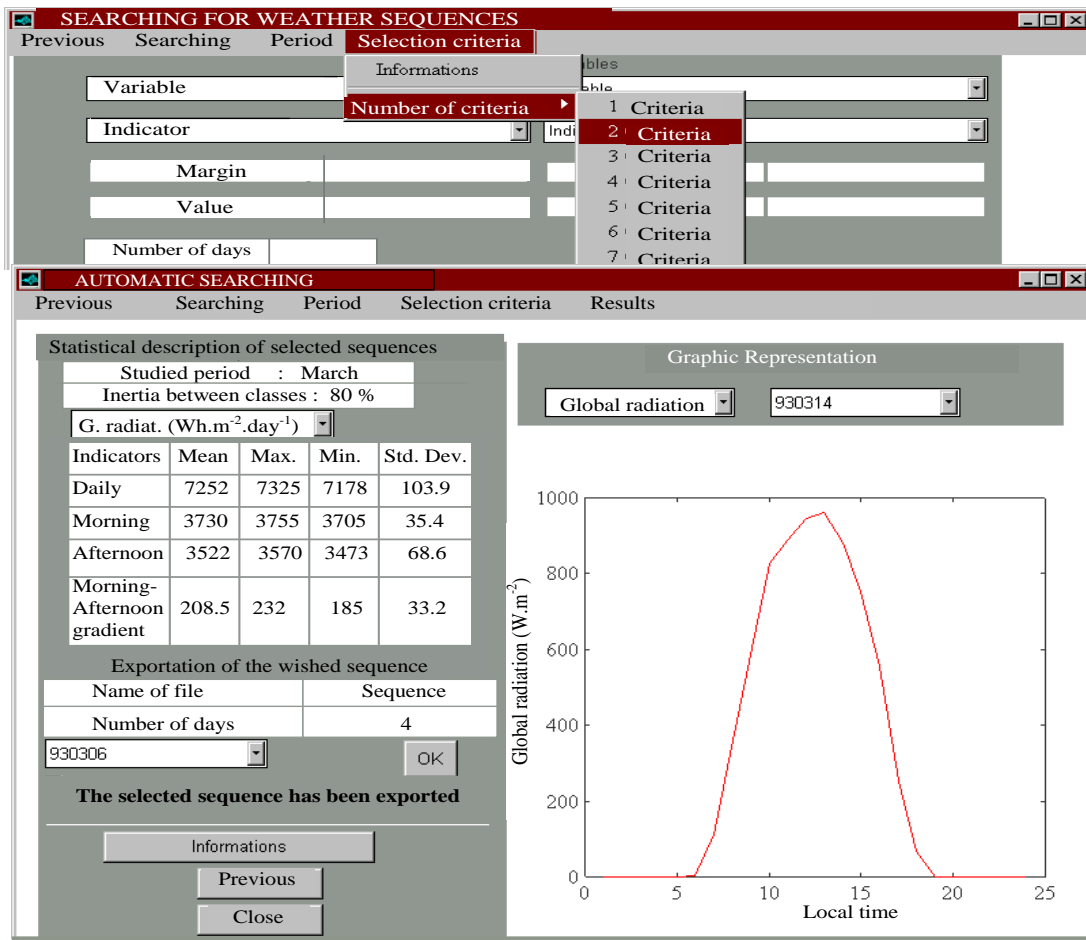 SEARCHING FOR WEATHER SEQUENCES
Previous Searching Period Selection criteria
Informations
Number of criteria
1 Criteria
2 Criteria
3 Criteria
4 Criteria
5 Criteria
6 Criteria
7 Criteria
Variable
Indicator
Margin
Value
Number of days
AUTOMATIC SEARCHING
Previous Searching Period Selection criteria Results
Statistical description of selected sequences
Studied period : March
Inertia between classes : 80 %
G. radiat. (Wh.m⁻².day⁻¹)
Indicators Mean Max. Min. Std. Dev.
Daily 7252 7325 7178 103.9
Morning 3730 3755 3705 35.4
Afternoon 3522 3570 3473 68.6
Morning-
Afternoon 208.5 232 185 33.2
gradient
Exportation of the wished sequence
Name of file Sequence
Number of days 4
930306 OK
The selected sequence has been exported
Informations
Previous
Close
Graphic Representation
Global radiation 930314
Global radiation (W.m⁻²)
1000
800
600
400
200
0
0 5 10 15 20 25
Local time